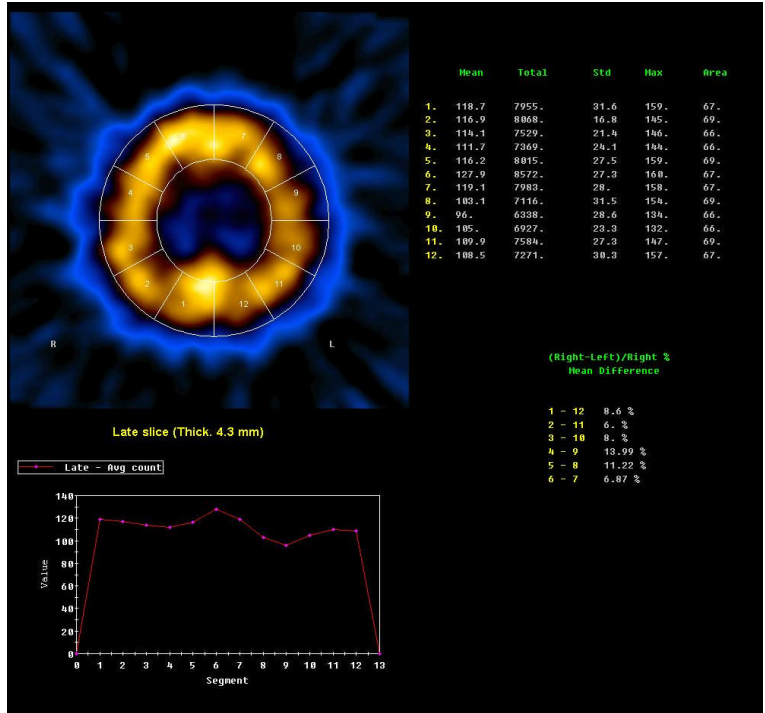 Mean Total Std Max Area
1. 118.7 7955. 31.6 159. 67.
2. 116.9 8068. 16.8 145. 69.
3. 114.1 7529. 21.4 146. 66.
4. 111.7 7369. 24.1 144. 66.
5. 116.2 8015. 27.5 159. 69.
6. 127.9 8572. 27.3 160. 67.
7. 119.1 7983. 28. 158. 67.
8. 103.1 7116. 31.5 154. 69.
9. 96. 6338. 28.6 134. 66.
10. 105. 6927. 23.3 132. 66.
11. 109.9 7584. 27.3 147. 69.
12. 108.5 7271. 30.3 157. 67.
7
5 8
4 9
3 10
2 11
1 12
R L
(Right-Left)/Right %
Mean Difference
1 - 12 8.6 %
2 - 11 6. %
3 - 10 8. %
4 - 9 13.99 %
5 - 8 11.22 %
6 - 7 6.87 %
Late slice (Thick. 4.3 mm)
Late - Avg count
140
120
100
80
60
40
20
0
Value
0 1 2 3 4 5 6 7 8 9 10 11 12 13
Segment